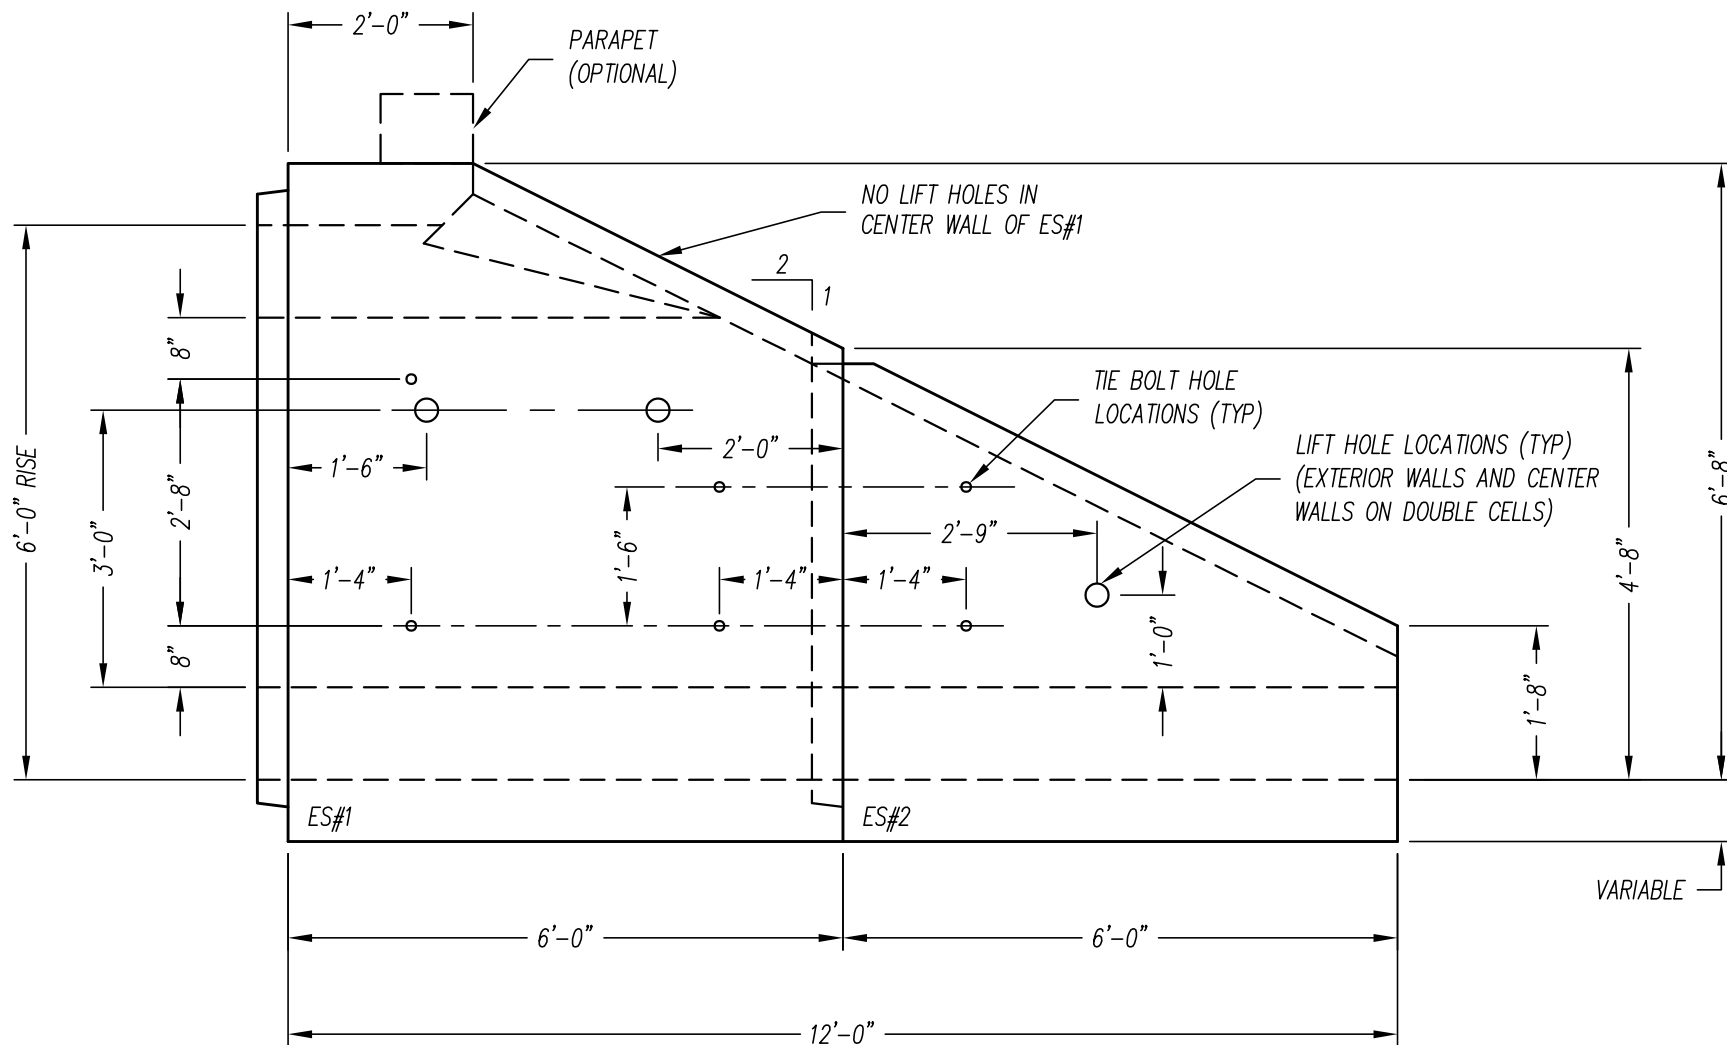 2'-0"
PARAPET
(OPTIONAL)
NO LIFT HOLES IN
CENTER WALL OF ES#1
2
1
8"
TIE BOLT HOLE
LOCATIONS (TYP)
LIFT HOLE LOCATIONS (TYP)
(EXTERIOR WALLS AND CENTER
WALLS ON DOUBLE CELLS)
6'-0" RISE
3'-0"
2'-8"
1'-6"
2'-0"
1'-6"
2'-9"
1'-4"
1'-4"
1'-4"
1'-0"
4'-8"
6'-8"
8"
1'-8"
ES#1
ES#2
VARIABLE
6'-0"
6'-0"
12'-0"